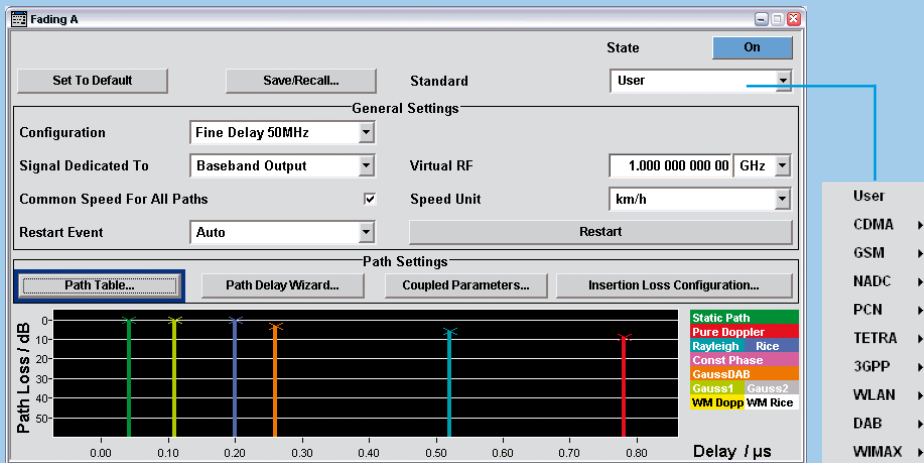 Fading A
State On
Set To Default Save/Recall... Standard User
General Settings
Configuration Fine Delay 50MHz
Signal Dedicated To Baseband Output Virtual RF 1.000 000 000 00 GHz
Common Speed For All Paths Speed Unit km/h
Restart Event Auto Restart
Path Settings
Path Table... Path Delay Wizard... Coupled Parameters... Insertion Loss Configuration...
Path Loss / dB
0
10
20
30
40
50
0.00 0.10 0.20 0.30 0.40 0.50 0.60 0.70 0.80
Delay / µs
Static Path
Pure Doppler
Rayleigh Rice
Const Phase
GaussDAB
Gauss1 Gauss2
WM Dopp WM Rice
User
CDMA
GSM
NADC
PCN
TETRA
3GPP
WLAN
DAB
WIMAX